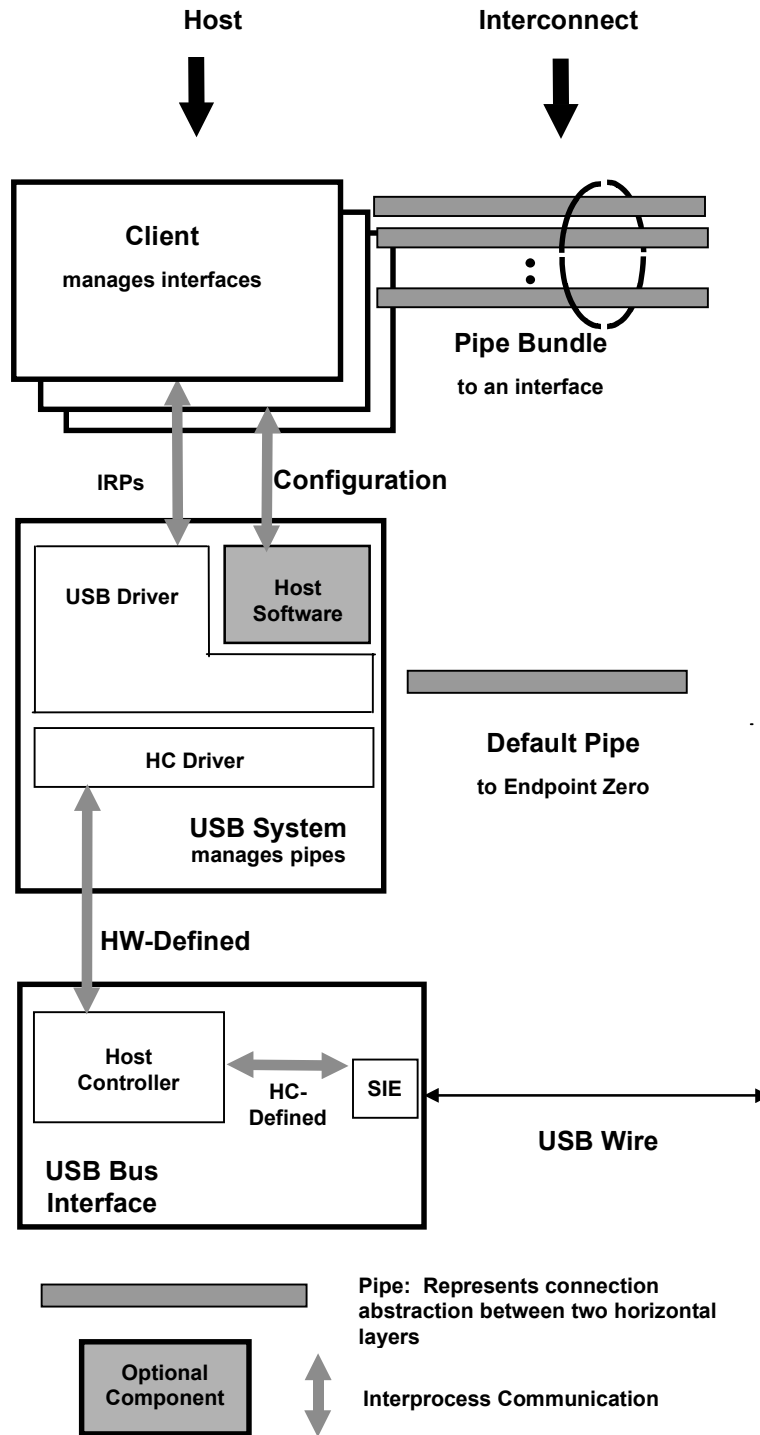 Host
Interconnect
Client
manages interfaces
Pipe Bundle
to an interface
IRPs
Configuration
USB Driver
Host
Software
HC Driver
USB System
manages pipes
Default Pipe
to Endpoint Zero
HW-Defined
Host
Controller
HC-
Defined
SIE
USB Wire
USB Bus
Interface
Pipe: Represents connection
abstraction between two horizontal
layers
Optional
Component
Interprocess Communication